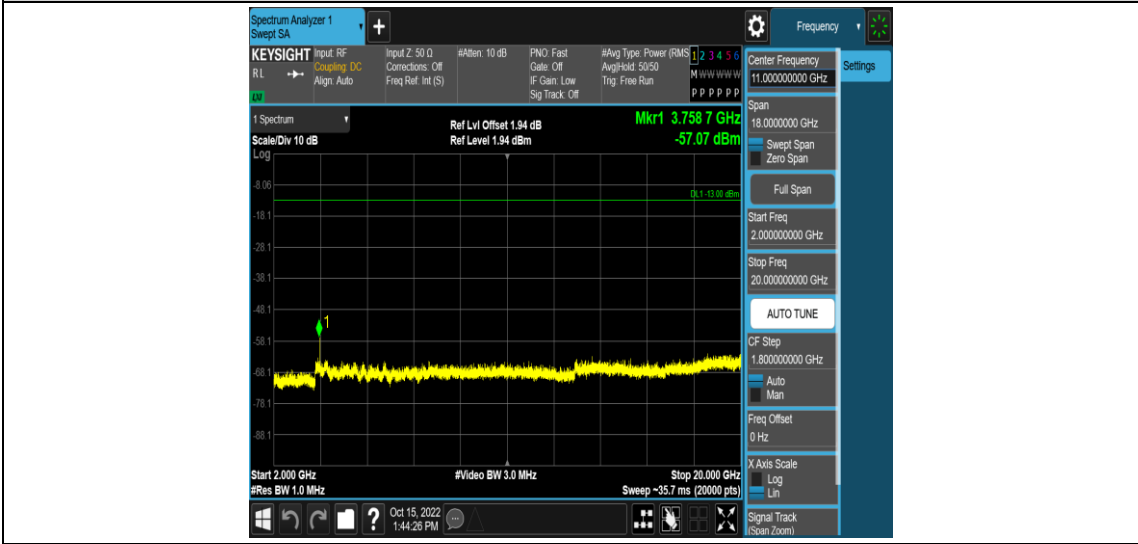 Spectrum Analyzer 1
Swept SA
+
Frequency
KEYSIGHT
RL
Input: RF
Coupling: DC
Align: Auto
Input Z: 50 Ω
Corrections: Off
Freq Ref: Int (S)
#Atten: 10 dB
PNO: Fast
Gate: Off
IF Gain: Low
Sig Track: Off
#Avg Type: Power (RMS
Avg|Hold: 50/50
Trig: Free Run
1 2 3 4 5 6
M W W W W W
P P P P P P
1 Spectrum
Scale/Div 10 dB
Log
Ref Lvl Offset 1.94 dB
Ref Level 1.94 dBm
Mkr1 3.758 7 GHz
-57.07 dBm
-8.06
DL1 -13.00 dBm
-18.1
-28.1
-38.1
-48.1
1
-58.1
-68.1
-78.1
-88.1
Start 2.000 GHz
#Res BW 1.0 MHz
#Video BW 3.0 MHz
Stop 20.000 GHz
Sweep ~35.7 ms (20000 pts)
?
Oct 15, 2022
1:44:26 PM
Center Frequency
11.000000000 GHz
Settings
Span
18.0000000 GHz
Swept Span
Zero Span
Full Span
Start Freq
2.000000000 GHz
Stop Freq
20.000000000 GHz
AUTO TUNE
CF Step
1.800000000 GHz
Auto
Man
Freq Offset
0 Hz
X Axis Scale
Log
Lin
Signal Track
(Span Zoom)